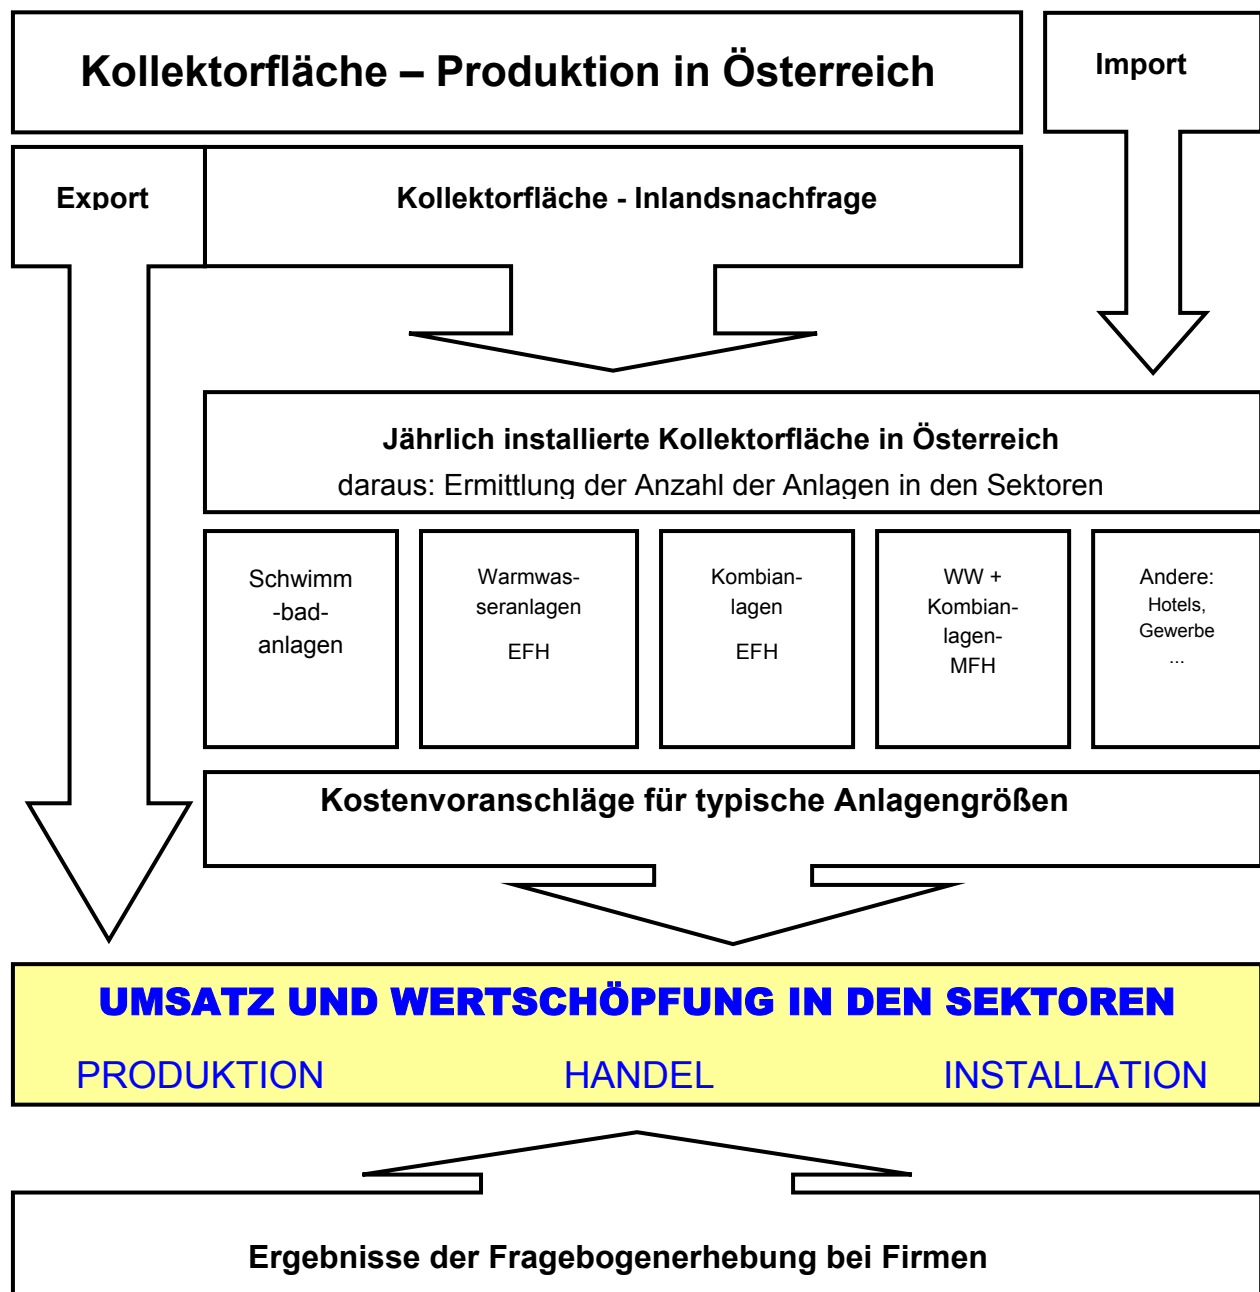 Kollektorfläche – Produktion in Österreich
Import
Export
Kollektorfläche - Inlandsnachfrage
Jährlich installierte Kollektorfläche in Österreich
daraus: Ermittlung der Anzahl der Anlagen in den Sektoren
Schwimm
-bad-
anlagen
Warmwas-
seranlagen
EFH
Kombian-
lagen
EFH
WW +
Kombian-
lagen-
MFH
Andere:
Hotels,
Gewerbe
...
Kostenvoranschläge für typische Anlagengrößen
UMSATZ UND WERTSCHÖPFUNG IN DEN SEKTOREN
PRODUKTION HANDEL INSTALLATION
Ergebnisse der Fragebogenerhebung bei Firmen